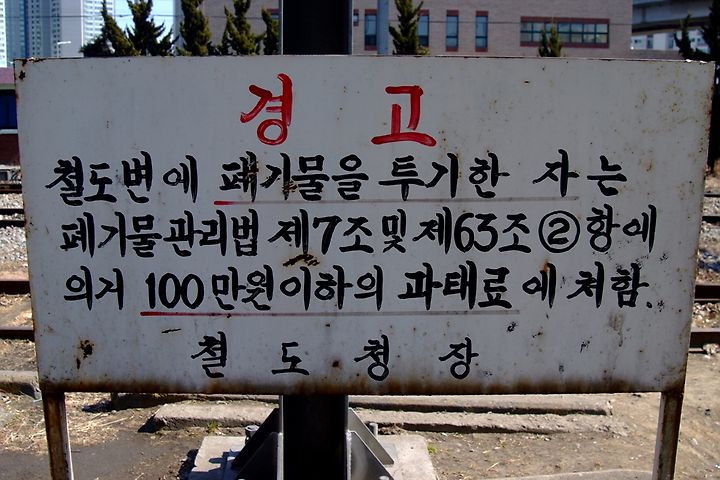 경고
철도변에 폐기물을 투기한 자는
폐기물관리법 제7조및 제63조②항에
의거 100만원이하의 과태료에 처함.
철도청장